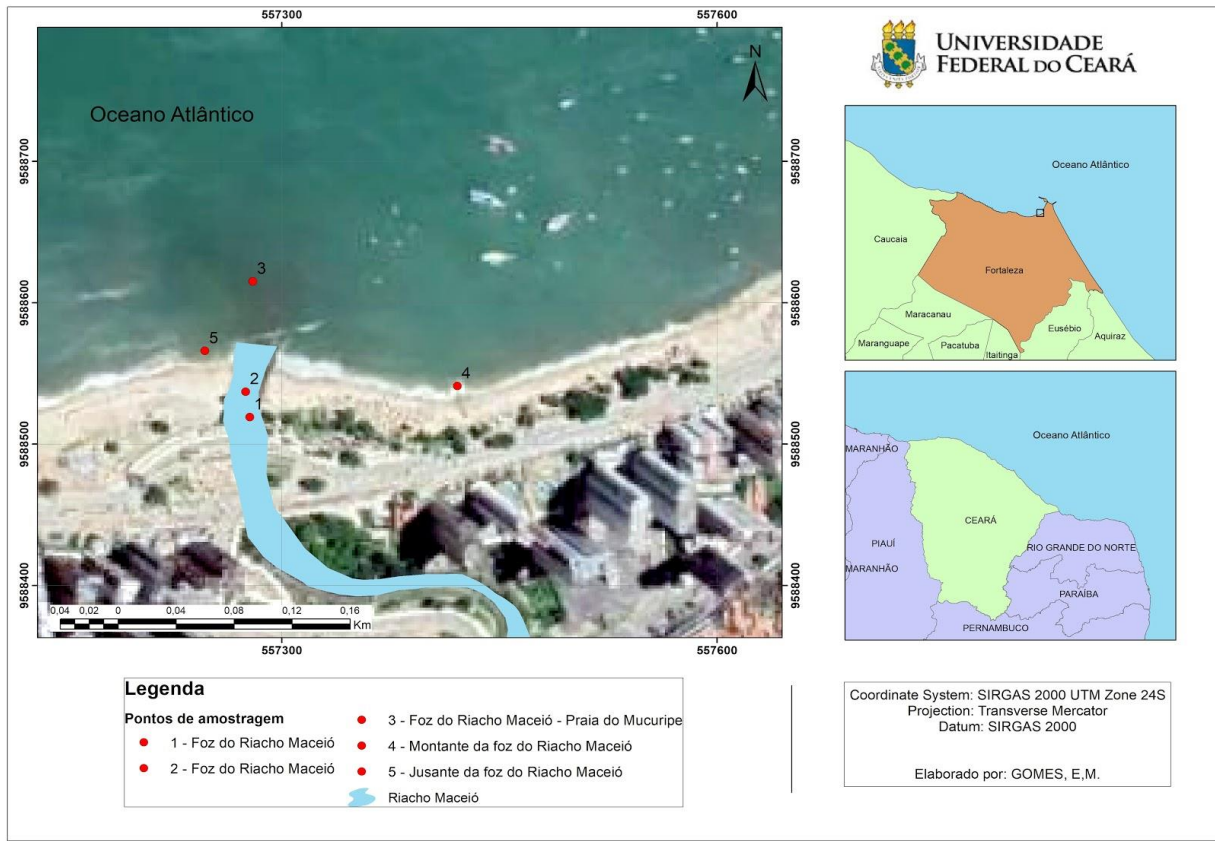 557300
557600
N
UNIVERSIDADE
FEDERAL DO CEARÁ
Oceano Atlântico
9588700
9588700
3
9588600
9588600
5
2
4
1
9588500
9588500
9588400
9588400
0,04 0,02 0 0,04 0,08 0,12 0,16
Km
557300
557600
Oceano Atlântico
Caucaia
Fortaleza
Maracanau
Eusébio
Maranguape
Pacatuba
Aquiraz
Itaitinga
Oceano Atlântico
MARANHÃO
CEARÁ
PIAUÍ
RIO GRANDE DO NORTE
MARANHÃO
PARAÍBA
PERNAMBUCO
Legenda
Pontos de amostragem
1 - Foz do Riacho Maceió
2 - Foz do Riacho Maceió
3 - Foz do Riacho Maceió - Praia do Mucuripe
4 - Montante da foz do Riacho Maceió
5 - Jusante da foz do Riacho Maceió
Riacho Maceió
Coordinate System: SIRGAS 2000 UTM Zone 24S
Projection: Transverse Mercator
Datum: SIRGAS 2000
Elaborado por: GOMES, E,M.